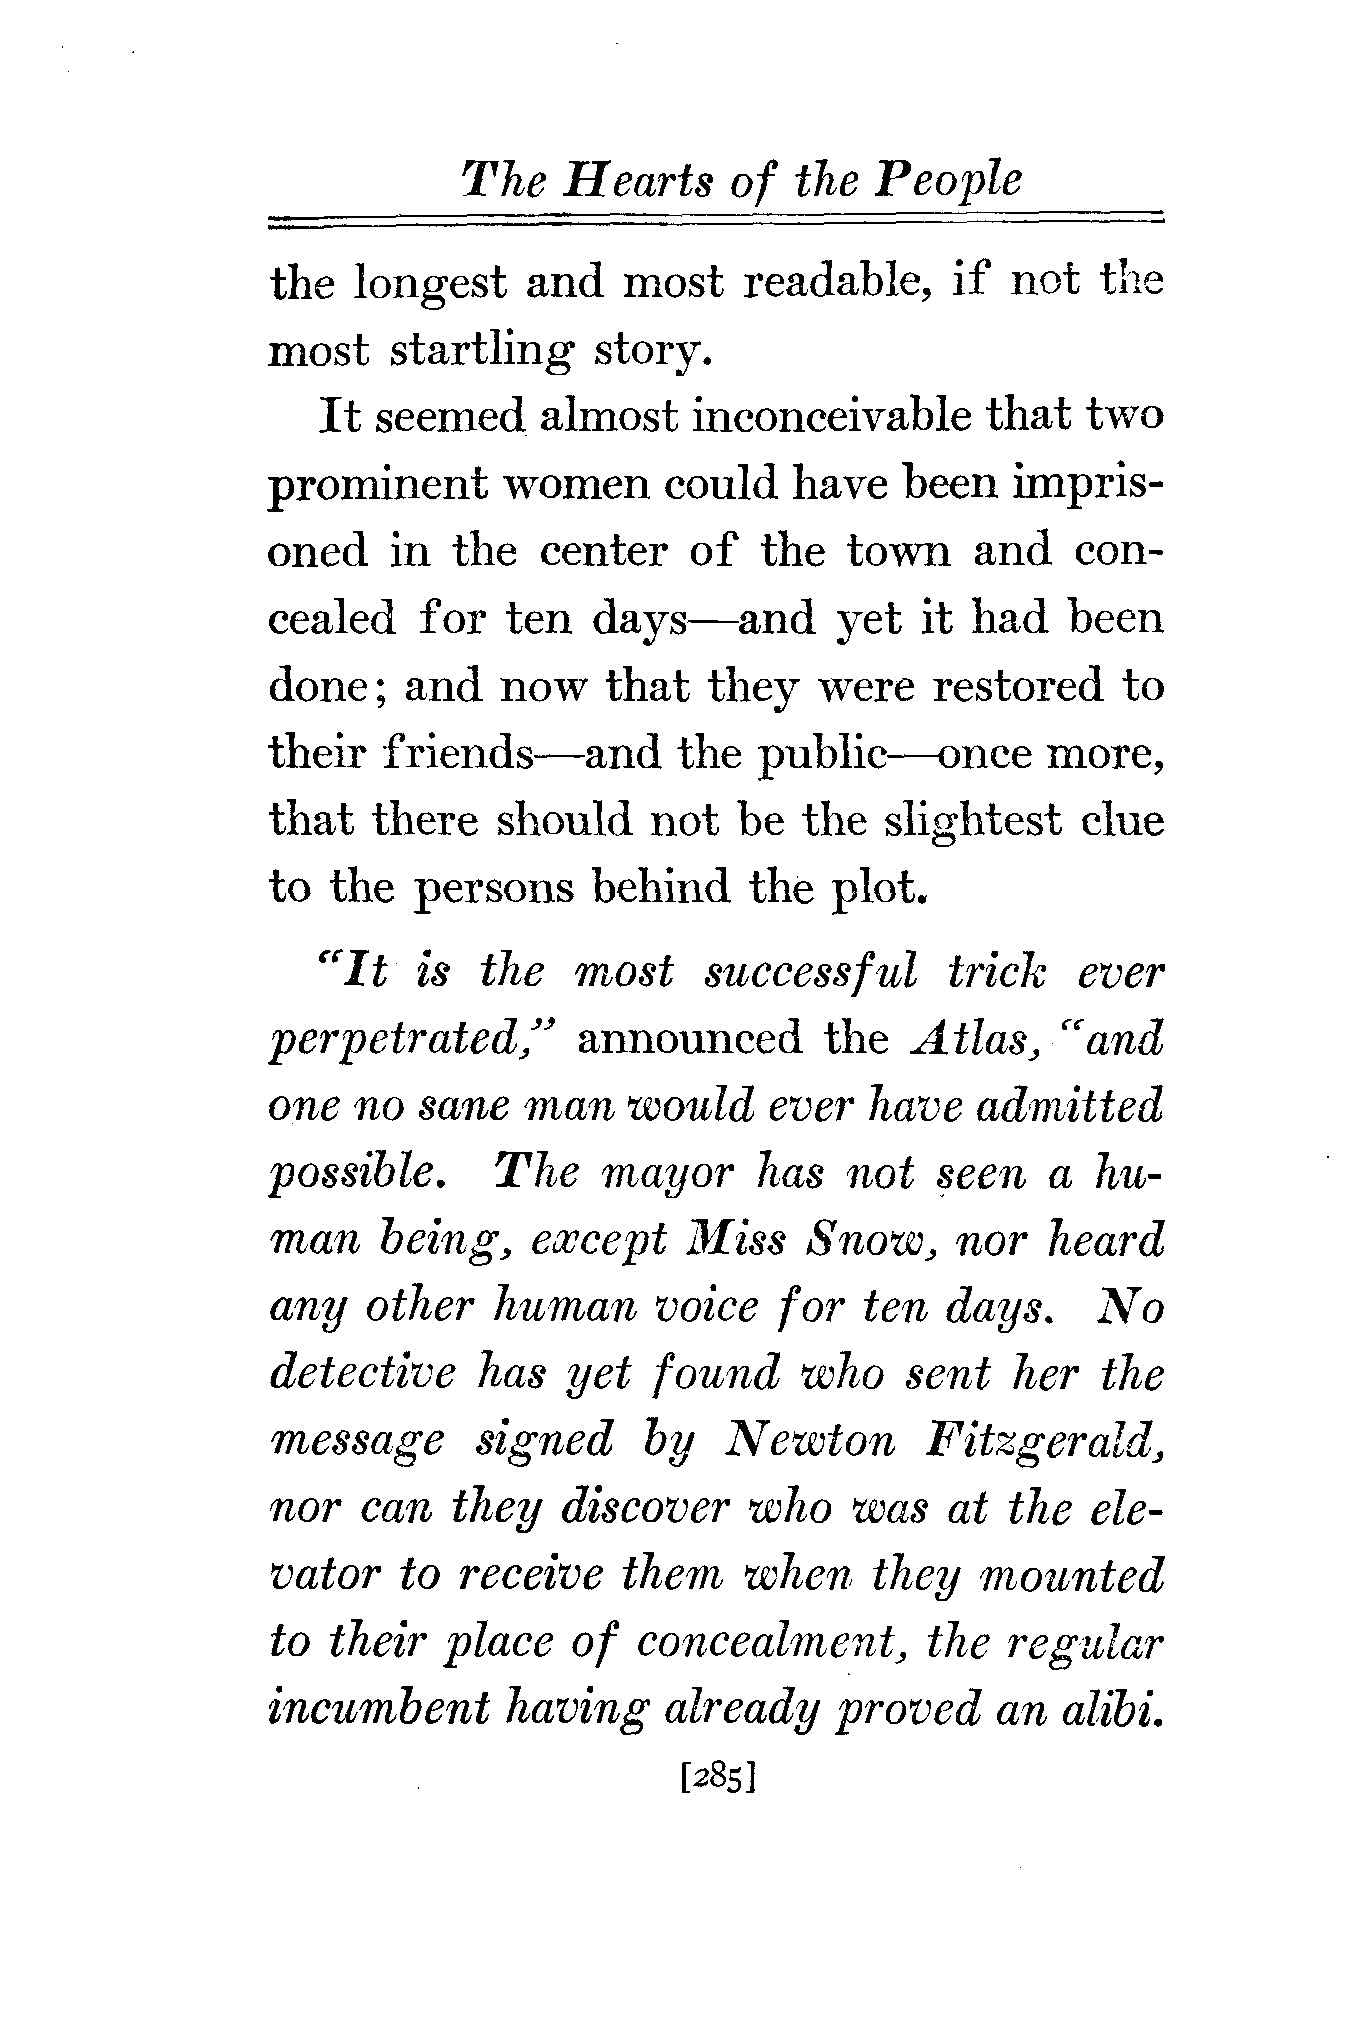 The Hearts of the People
the longest and most readable, if not the
most startling story.
It seemed almost inconceivable that two
prominent women could have been impris-
oned in the center of the town and con-
cealed for ten days—and yet it had been
done; and now that they were restored to
their friends—and the public—once more,
that there should not be the slightest clue
to the persons behind the plot.
"It is the most successful trick ever
perpetrated," announced the Atlas, "and
one no sane man would ever have admitted
possible. The mayor has not seen a hu-
man being, except Miss Snow, nor heard
any other human voice for ten days. No
detective has yet found who sent her the
message signed by Newton Fitzgerald,
nor can they discover who was at the ele-
vator to receive them when they mounted
to their place of concealment, the regular
incumbent having already proved an alibi.
[285]